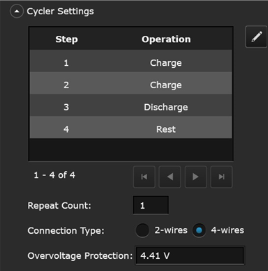 Cycler Settings
Step Operation
1 Charge
2 Charge
3 Discharge
4 Rest
1 - 4 of 4
Repeat Count: 1
Connection Type: 2-wires 4-wires
Overvoltage Protection: 4.41 V